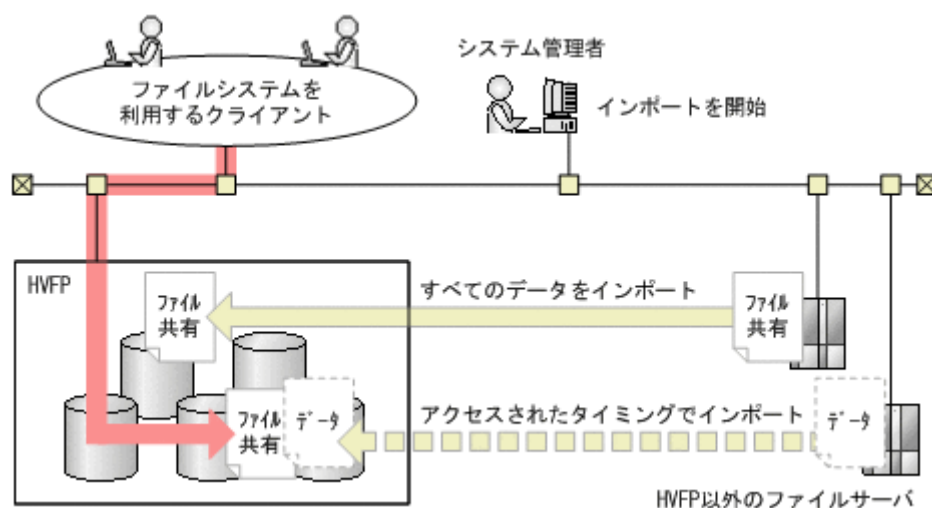 システム管理者
ファイルシステムを
利用するクライアント
インポートを開始
HVFP
ファイル
共有
すべてのデータをインポート
ファイル
共有
ファイル
共有
データ
アクセスされたタイミングでインポート
データ
HVFP以外のファイルサーバ